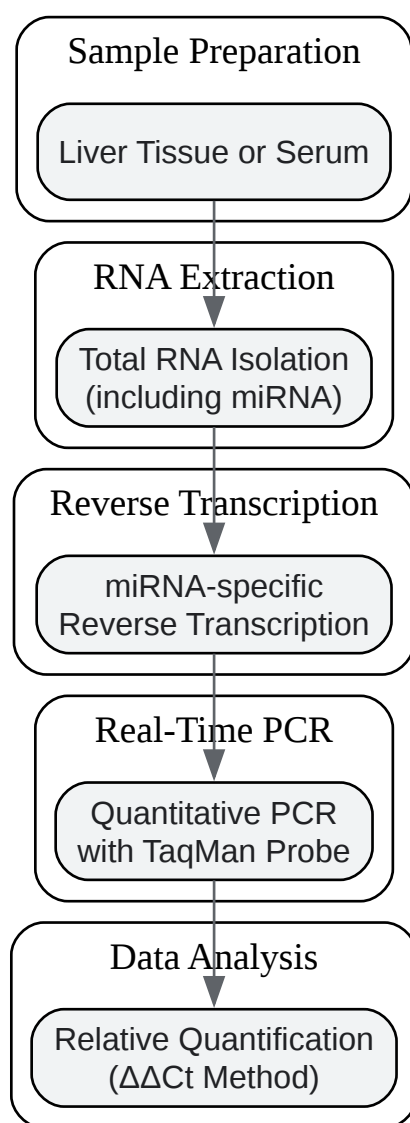 Sample Preparation
Liver Tissue or Serum
RNA Extraction
Total RNA Isolation
(including miRNA)
Reverse Transcription
miRNA-specific
Reverse Transcription
Real-Time PCR
Quantitative PCR
with TaqMan Probe
Data Analysis
Relative Quantification
(ΔΔCt Method)